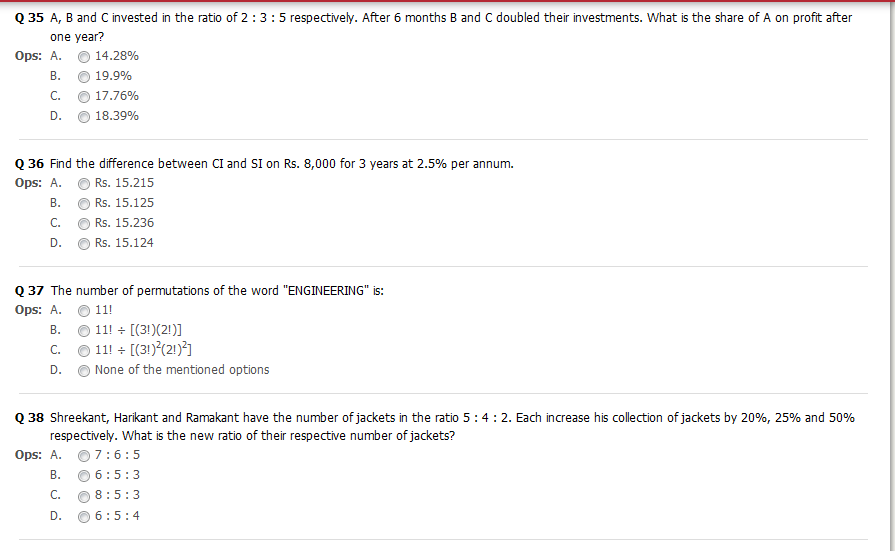 Q 35 A, B and C invested in the ratio of 2 : 3 : 5 respectively. After 6 months B and C doubled their investments. What is the share of A on profit after
one year?
Ops: A. 14.28%
B. 19.9%
C. 17.76%
D. 18.39%
Q 36 Find the difference between CI and SI on Rs. 8,000 for 3 years at 2.5% per annum.
Ops: A. Rs. 15.215
B. Rs. 15.125
C. Rs. 15.236
D. Rs. 15.124
Q 37 The number of permutations of the word "ENGINEERING" is:
Ops: A. 11!
B. 11! ÷ [(3!)(2!)]
C. 11! ÷ [(3!)²(2!)²]
D. None of the mentioned options
Q 38 Shreekant, Harikant and Ramakant have the number of jackets in the ratio 5 : 4 : 2. Each increase his collection of jackets by 20%, 25% and 50%
respectively. What is the new ratio of their respective number of jackets?
Ops: A. 7 : 6 : 5
B. 6 : 5 : 3
C. 8 : 5 : 3
D. 6 : 5 : 4